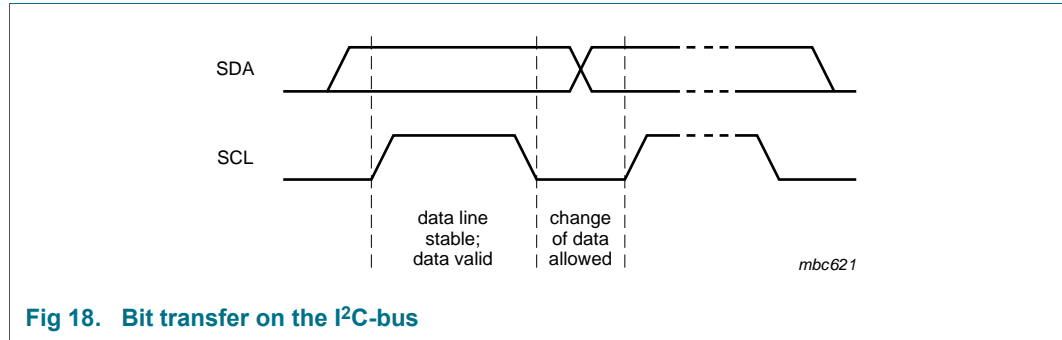 SDA
SCL
data line
stable;
data valid
change
of data
allowed
mbc621
Fig 18. Bit transfer on the I²C-bus